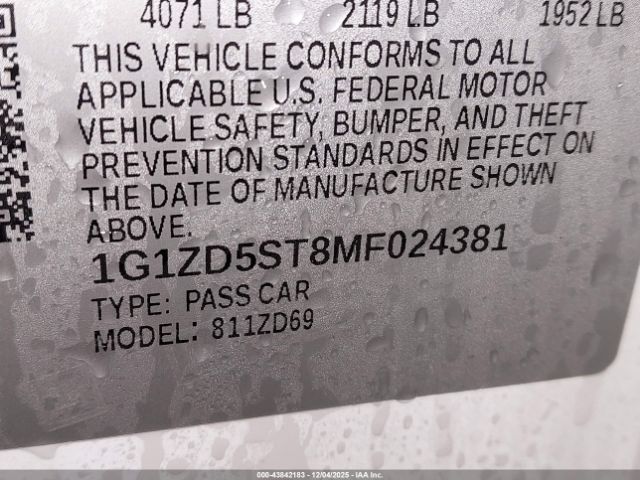 4071 LB 2119 LB 1952 LB
THIS VEHICLE CONFORMS TO ALL
APPLICABLE U.S. FEDERAL MOTOR
VEHICLE SAFETY, BUMPER, AND THEFT
PREVENTION STANDARDS IN EFFECT ON
THE DATE OF MANUFACTURE SHOWN
ABOVE.
1G1ZD5ST8MF024381
TYPE: PASS CAR
MODEL: 811ZD69
000-43842183 - 12/04/2025 - IAA Inc.